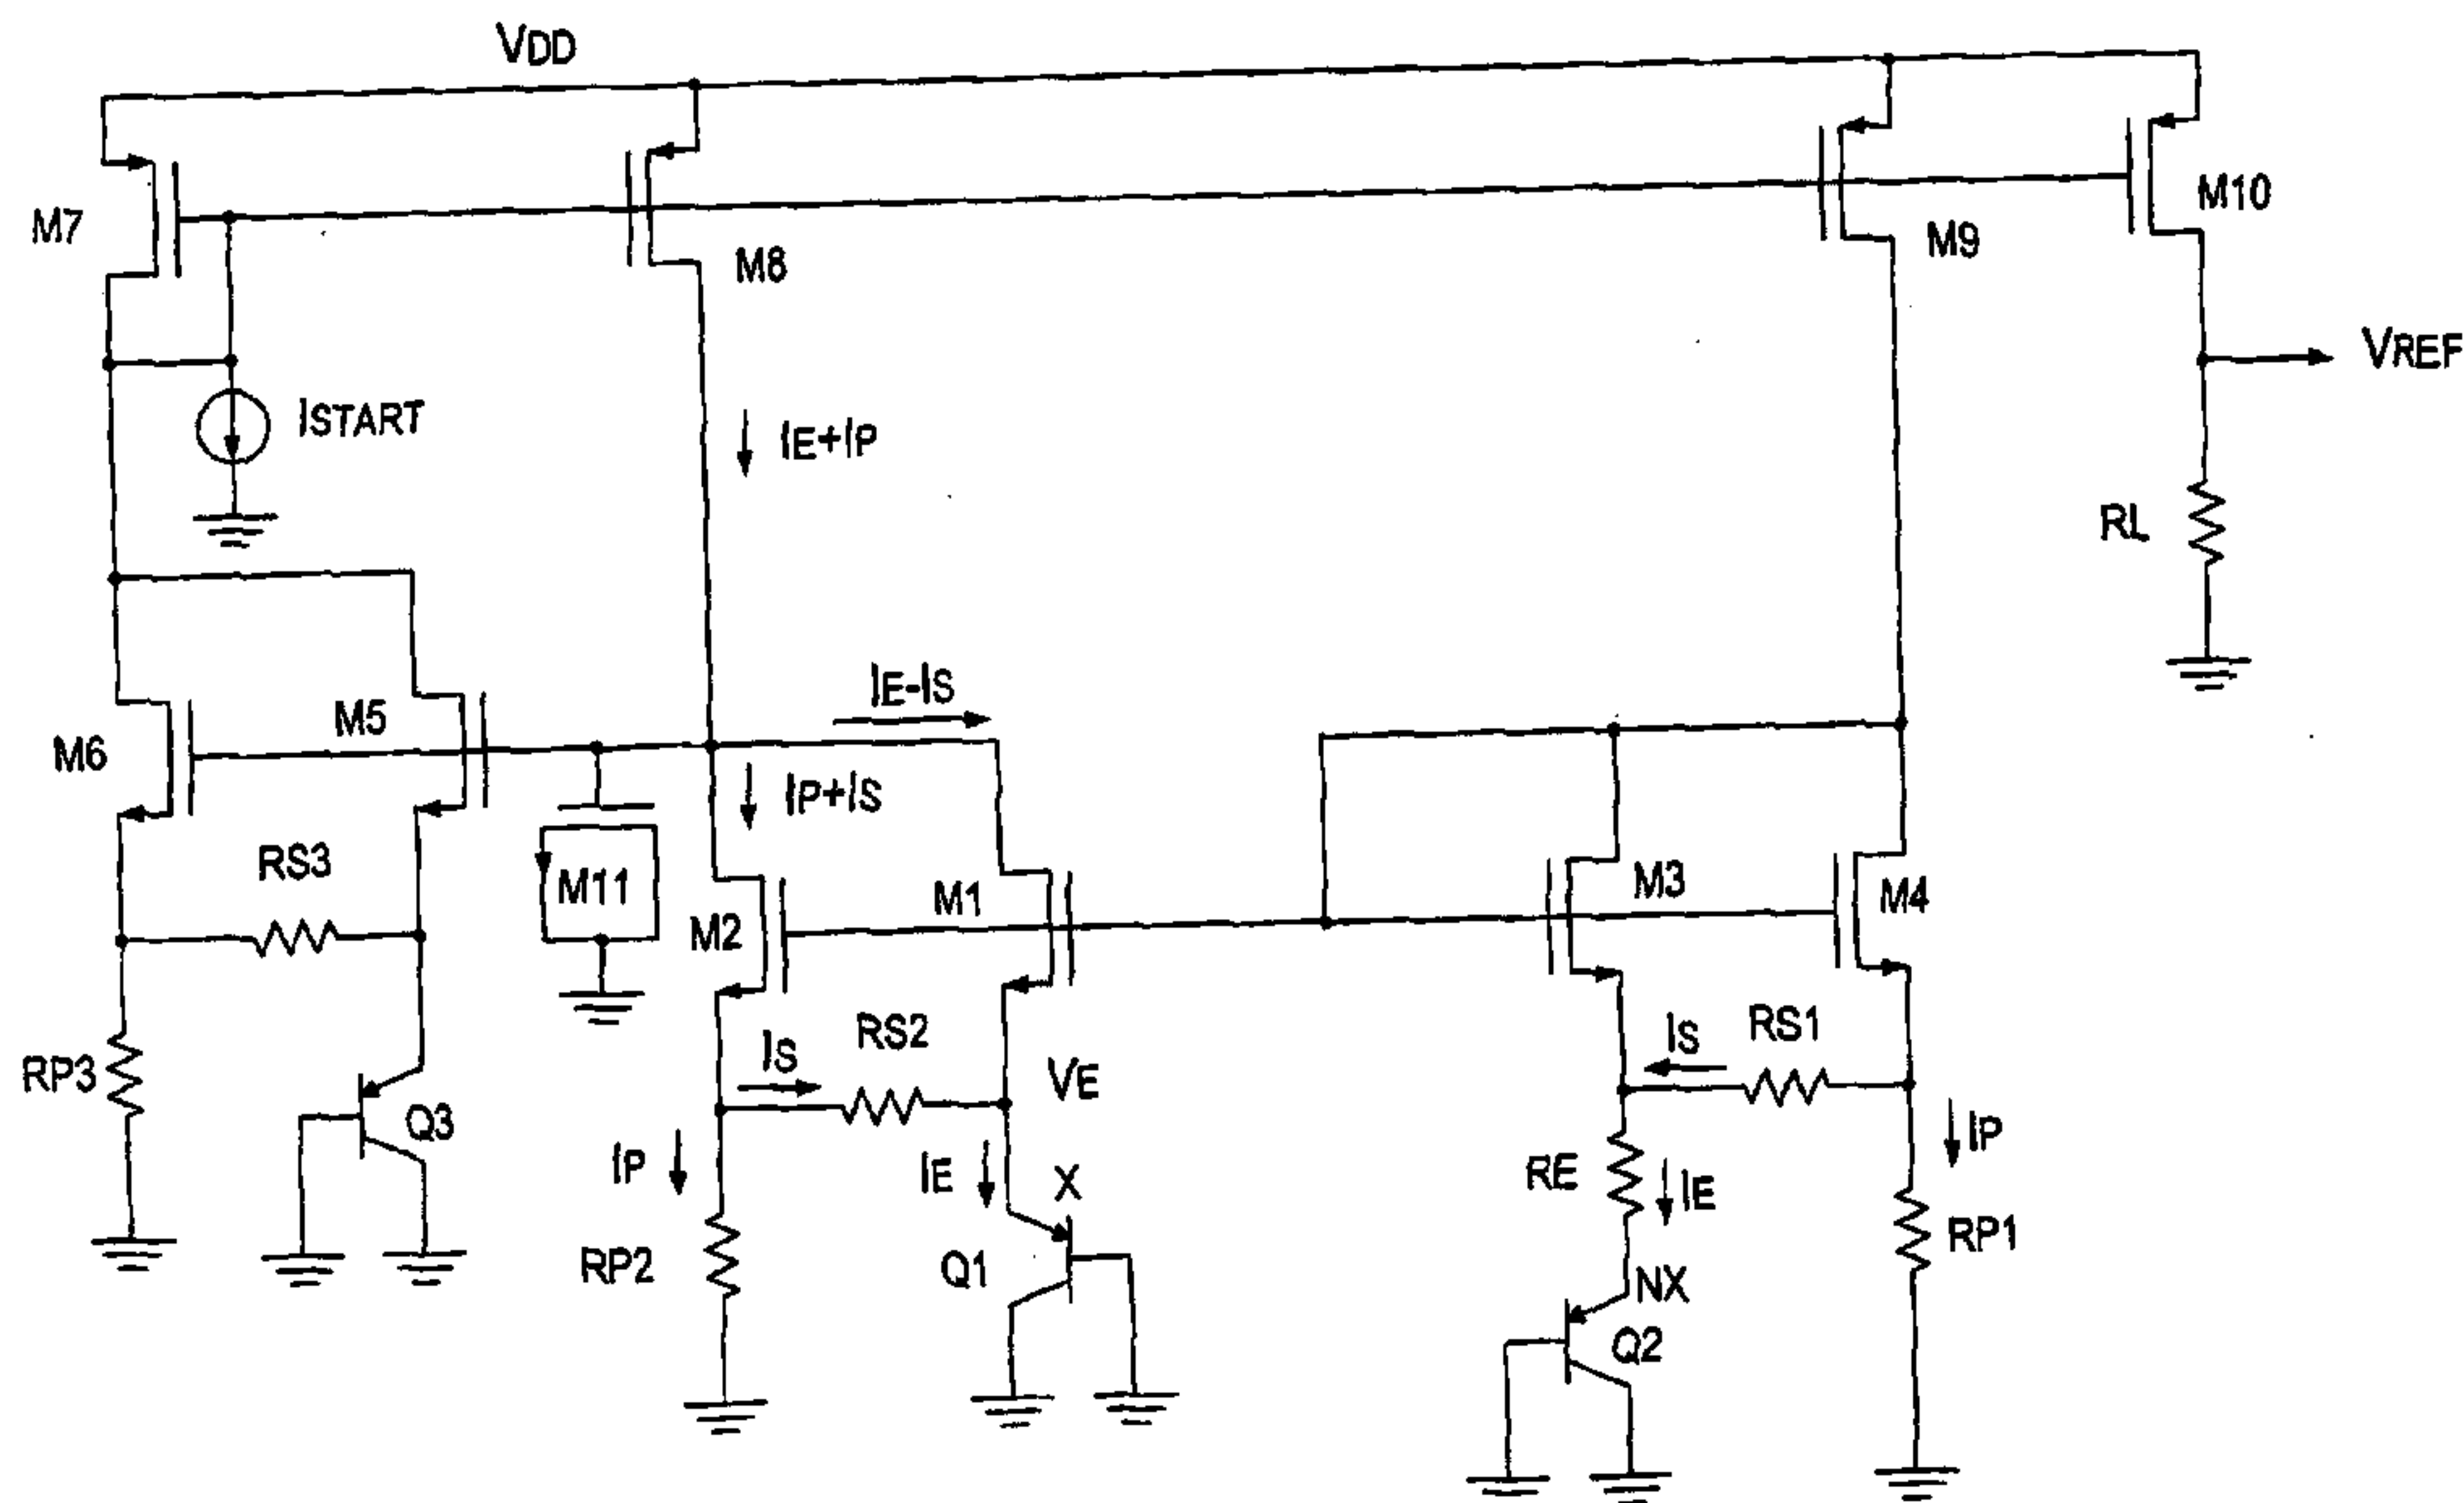 VDD
M7
M8
M9
M10
VREF
ISTART
IE+IP
RL
IE-IS
M6
M5
IP+IS
M11
RS3
M2
M1
M3
M4
IS
RS2
VE
IS
RS1
RP3
Q3
IP
IE
X
RE
IE
IP
RP2
Q1
NX
Q2
RP1